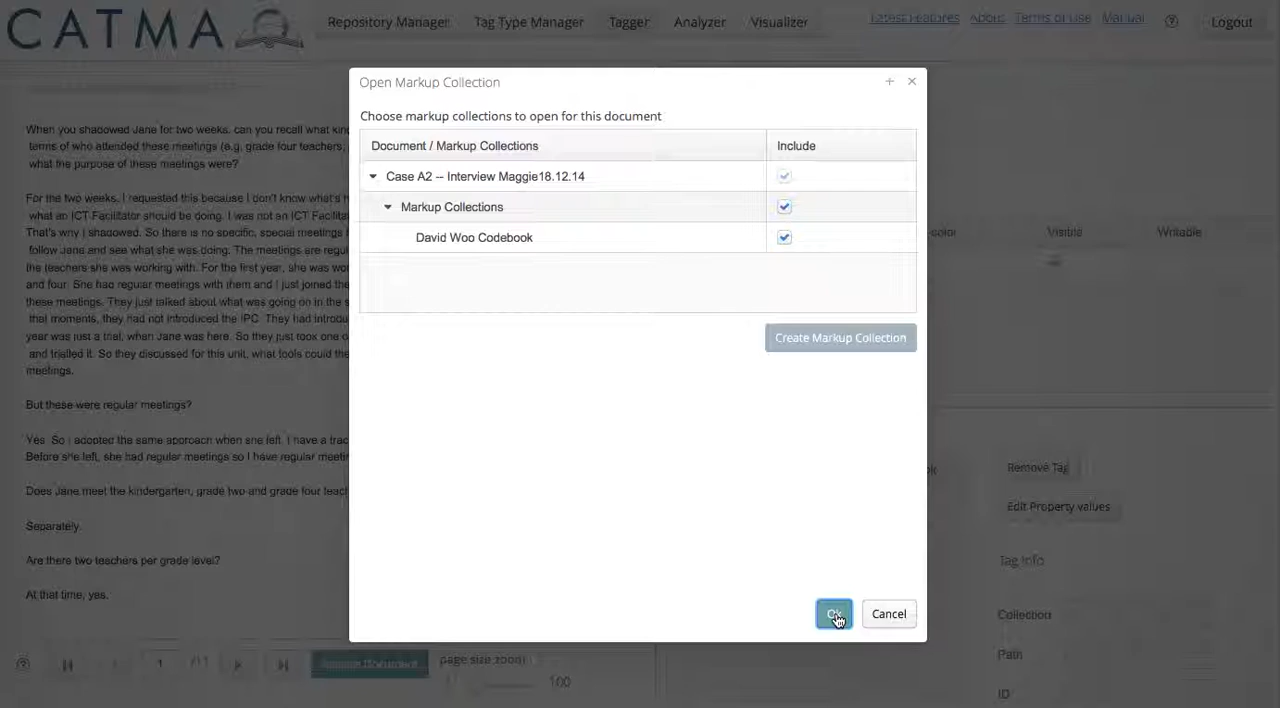 CATMA
Repository Manager Tag Type Manager Tagger Analyzer Visualizer
Latest Features About Terms of Use Manual Logout
Open Markup Collection
Choose markup collections to open for this document
Document / Markup Collections Include
Case A2 -- Interview Maggie18.12.14
Markup Collections
David Woo Codebook
Create Markup Collection
Ok Cancel
When you shadowed Jane for two weeks, can you recall what kin
terms of who attended these meetings (e.g. grade four teachers,
what the purpose of these meetings were?
For the two weeks, I requested this because I don't know what's
what an ICT Facilitator should be doing. I was not an ICT Facilitat
That's why I shadowed. So there is no specific, special meetings
follow Jane and see what she was doing. The meetings are regul
the teachers she was working with. For the first year, she was wor
and four. She had regular meetings with them and I just joined the
these meetings. They just talked about what was going on in the s
that moments, they had not introduced the IPC. They had introdu
year was just a trial, when Jane was here. So they just took one o
and trialled it. So they discussed for this unit, what tools could the
meetings.
But these were regular meetings?
Yes. So I adopted the same approach when she left. I have a trac
Before she left, she had regular meetings so I have regular meetin
Does Jane meet the kindergarten, grade two and grade four teach
Separately.
Are there two teachers per grade level?
At that time, yes.
color Visible Writable
Remove Tag
Edit Property values
Tag Info
Collection
Path
ID
1 page size zoom
100